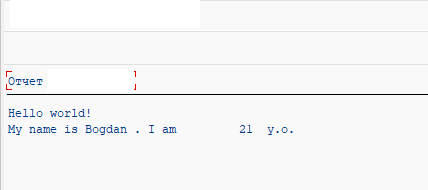 Отчет
Hello world!
My name is Bogdan . I am         21  y.o.